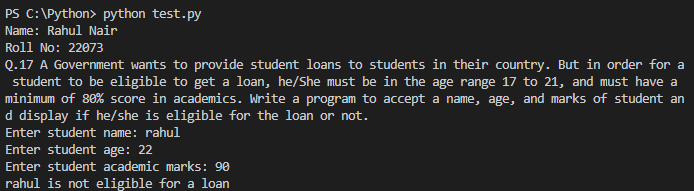 PS C:\Python> python test.py
Name: Rahul Nair
Roll No: 22073
Q.17 A Government wants to provide student loans to students in their country. But in order for a
 student to be eligible to get a loan, he/She must be in the age range 17 to 21, and must have a
minimum of 80% score in academics. Write a program to accept a name, age, and marks of student an
d display if he/she is eligible for the loan or not.
Enter student name: rahul
Enter student age: 22
Enter student academic marks: 90
rahul is not eligible for a loan